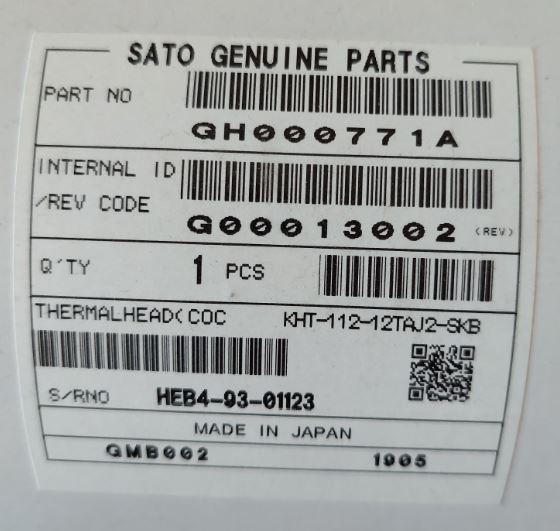 SATO GENUINE PARTS
PART NO
GH000771A
INTERNAL ID
/REV CODE
G00013002 (REV)
Q'TY 1 PCS
THERMALHEAD(COC KHT-112-12TAJ2-SKB
S/RNO HEB4-93-01123
MADE IN JAPAN
GMB002 1905